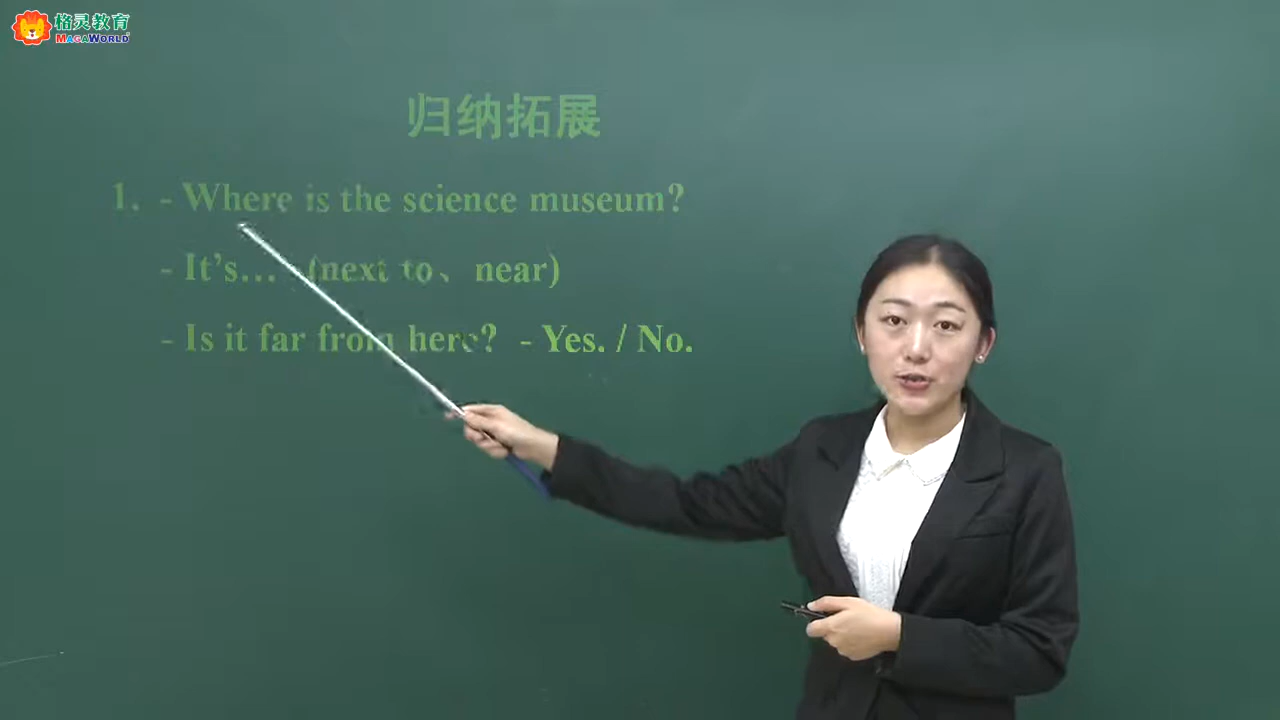 格灵教育
MAGAWORLD
归纳拓展
1. - Where is the science museum?
- It's… (next to、near)
- Is it far from here? - Yes. / No.